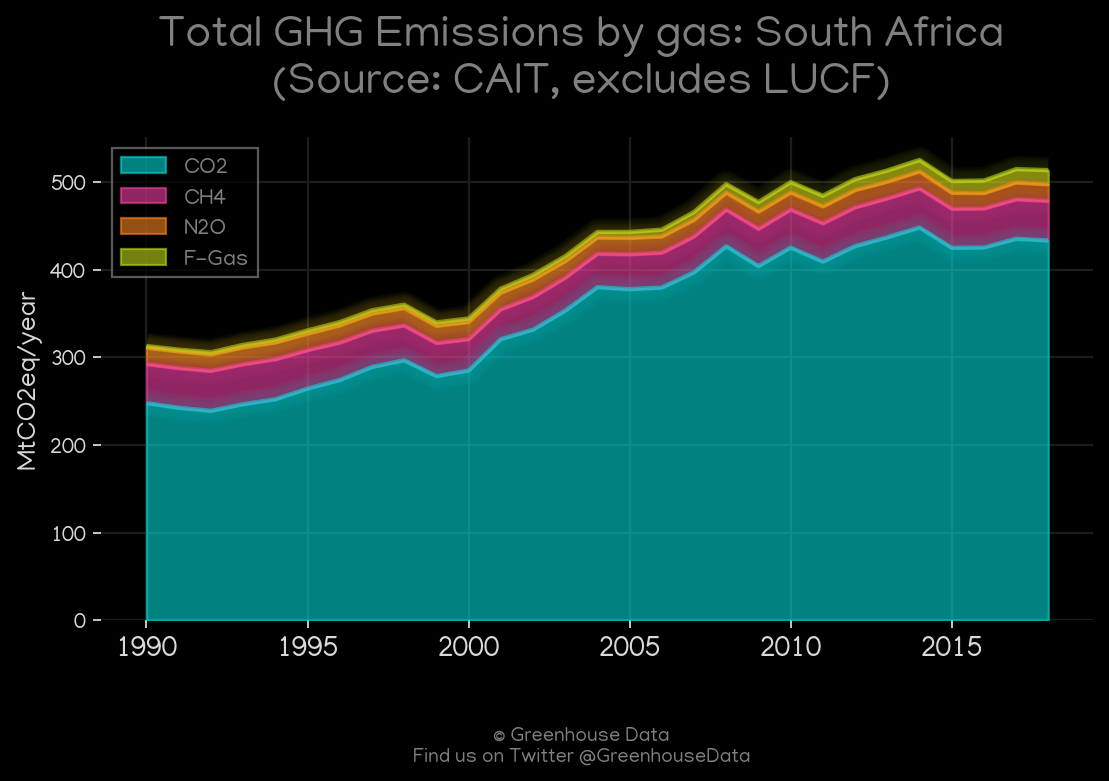 Total GHG Emissions by gas: South Africa
(Source: CAIT, excludes LUCF)
CO2
CH4
N2O
F-Gas
MtCO2eq/year
500
400
300
200
100
0
1990 1995 2000 2005 2010 2015
© Greenhouse Data
Find us on Twitter @GreenhouseData